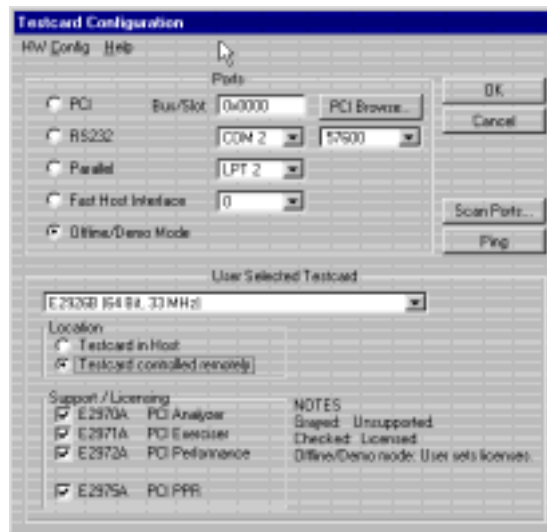 Testcard Configuration
HW Config Help
Ports
PCI Bus/Slot 0x0000 PCI Browse...
OK
RS232 COM 2 57600
Cancel
Parallel LPT 2
Fast Host Interface 0
Scan Ports...
Offline/Demo Mode
Ping
User Selected Testcard
E2926B (64 Bit, 33 MHz)
Location
Testcard in Host
Testcard controlled remotely
Support / Licensing
E2970A PCI Analyzer
E2971A PCI Exerciser
E2972A PCI Performance
E2975A PCI PPR
NOTES
Grayed: Unsupported.
Checked: Licensed.
Offline/Demo mode: User sets licenses.